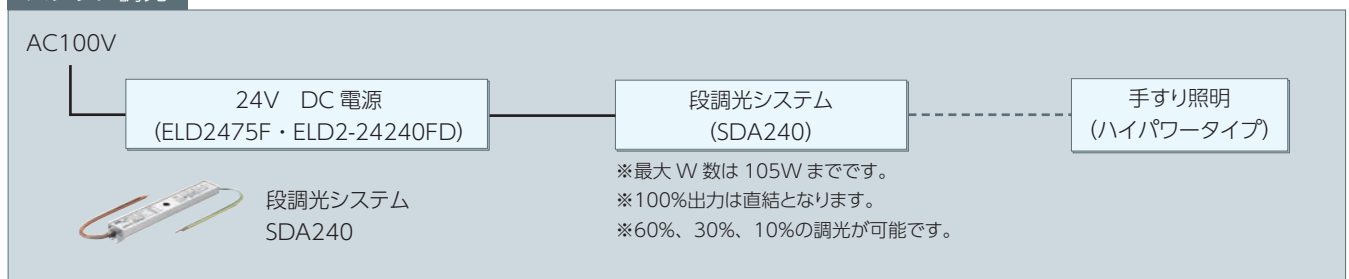 AC100V
24V DC 電源
(ELD2475F・ELD2-24240FD)
段調光システム
(SDA240)
手すり照明
(ハイパワータイプ)
※最大 W 数は 105W までです。
※100%出力は直結となります。
※60%、30%、10%の調光が可能です。
段調光システム
SDA240